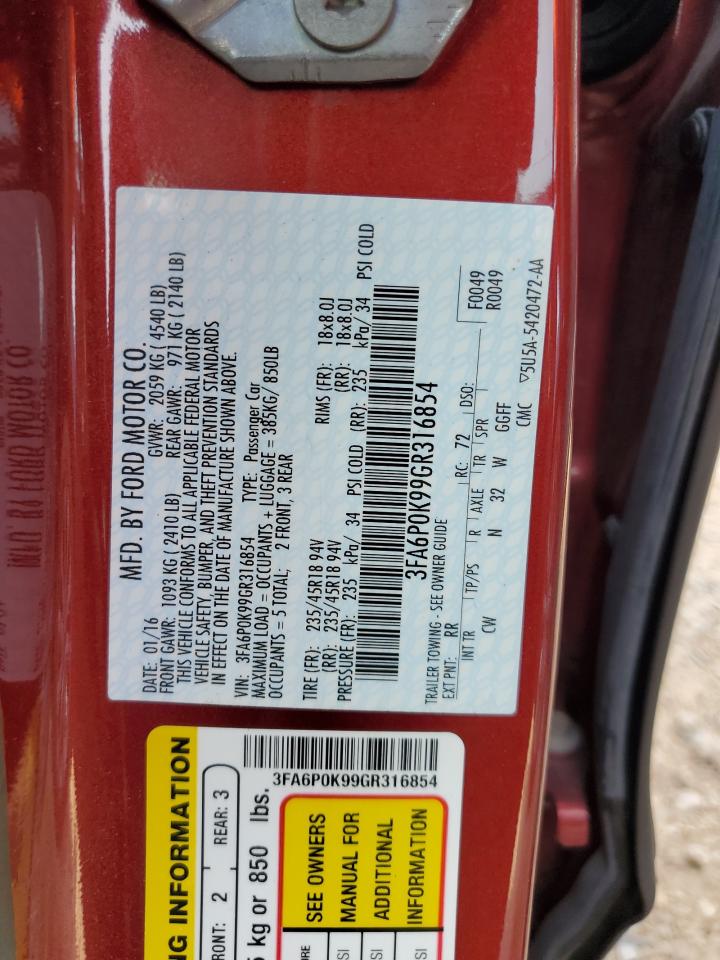 MFD. BY FORD MOTOR CO.
DATE: 01/16 GVWR: 2059 KG ( 4540 LB)
FRONT GAWR: 1093 KG ( 2410 LB) REAR GAWR: 971 KG ( 2140 LB)
THIS VEHICLE CONFORMS TO ALL APPLICABLE FEDERAL MOTOR
VEHICLE SAFETY, BUMPER, AND THEFT PREVENTION STANDARDS
IN EFFECT ON THE DATE OF MANUFACTURE SHOWN ABOVE.
VIN: 3FA6P0K99GR316854 TYPE: Passenger Car
MAXIMUM LOAD = OCCUPANTS + LUGGAGE = 385KG/ 850LB
OCCUPANTS = 5 TOTAL; 2 FRONT, 3 REAR
TIRE (FR): 235/45R18 94V RIMS (FR): 18x8.0J
(RR): 235/45R18 94V (RR): 18x8.0J
PRESSURE (FR): 235 kPa/ 34 PSI COLD (RR): 235 kPa/ 34 PSI COLD
3FA6P0K99GR316854
TRAILER TOWING - SEE OWNER GUIDE
EXT PNT: RR RC: 72 DSO: F0049
R0049
INT TR TP/PS R AXLE TR SPR
CW N 32 W GGFF
CMC ▽5U5A-5420472-AA
NG INFORMATION
FRONT: 2 REAR: 3
5 kg or 850 lbs.
3FA6P0K99GR316854
SEE OWNERS
MANUAL FOR
ADDITIONAL
INFORMATION